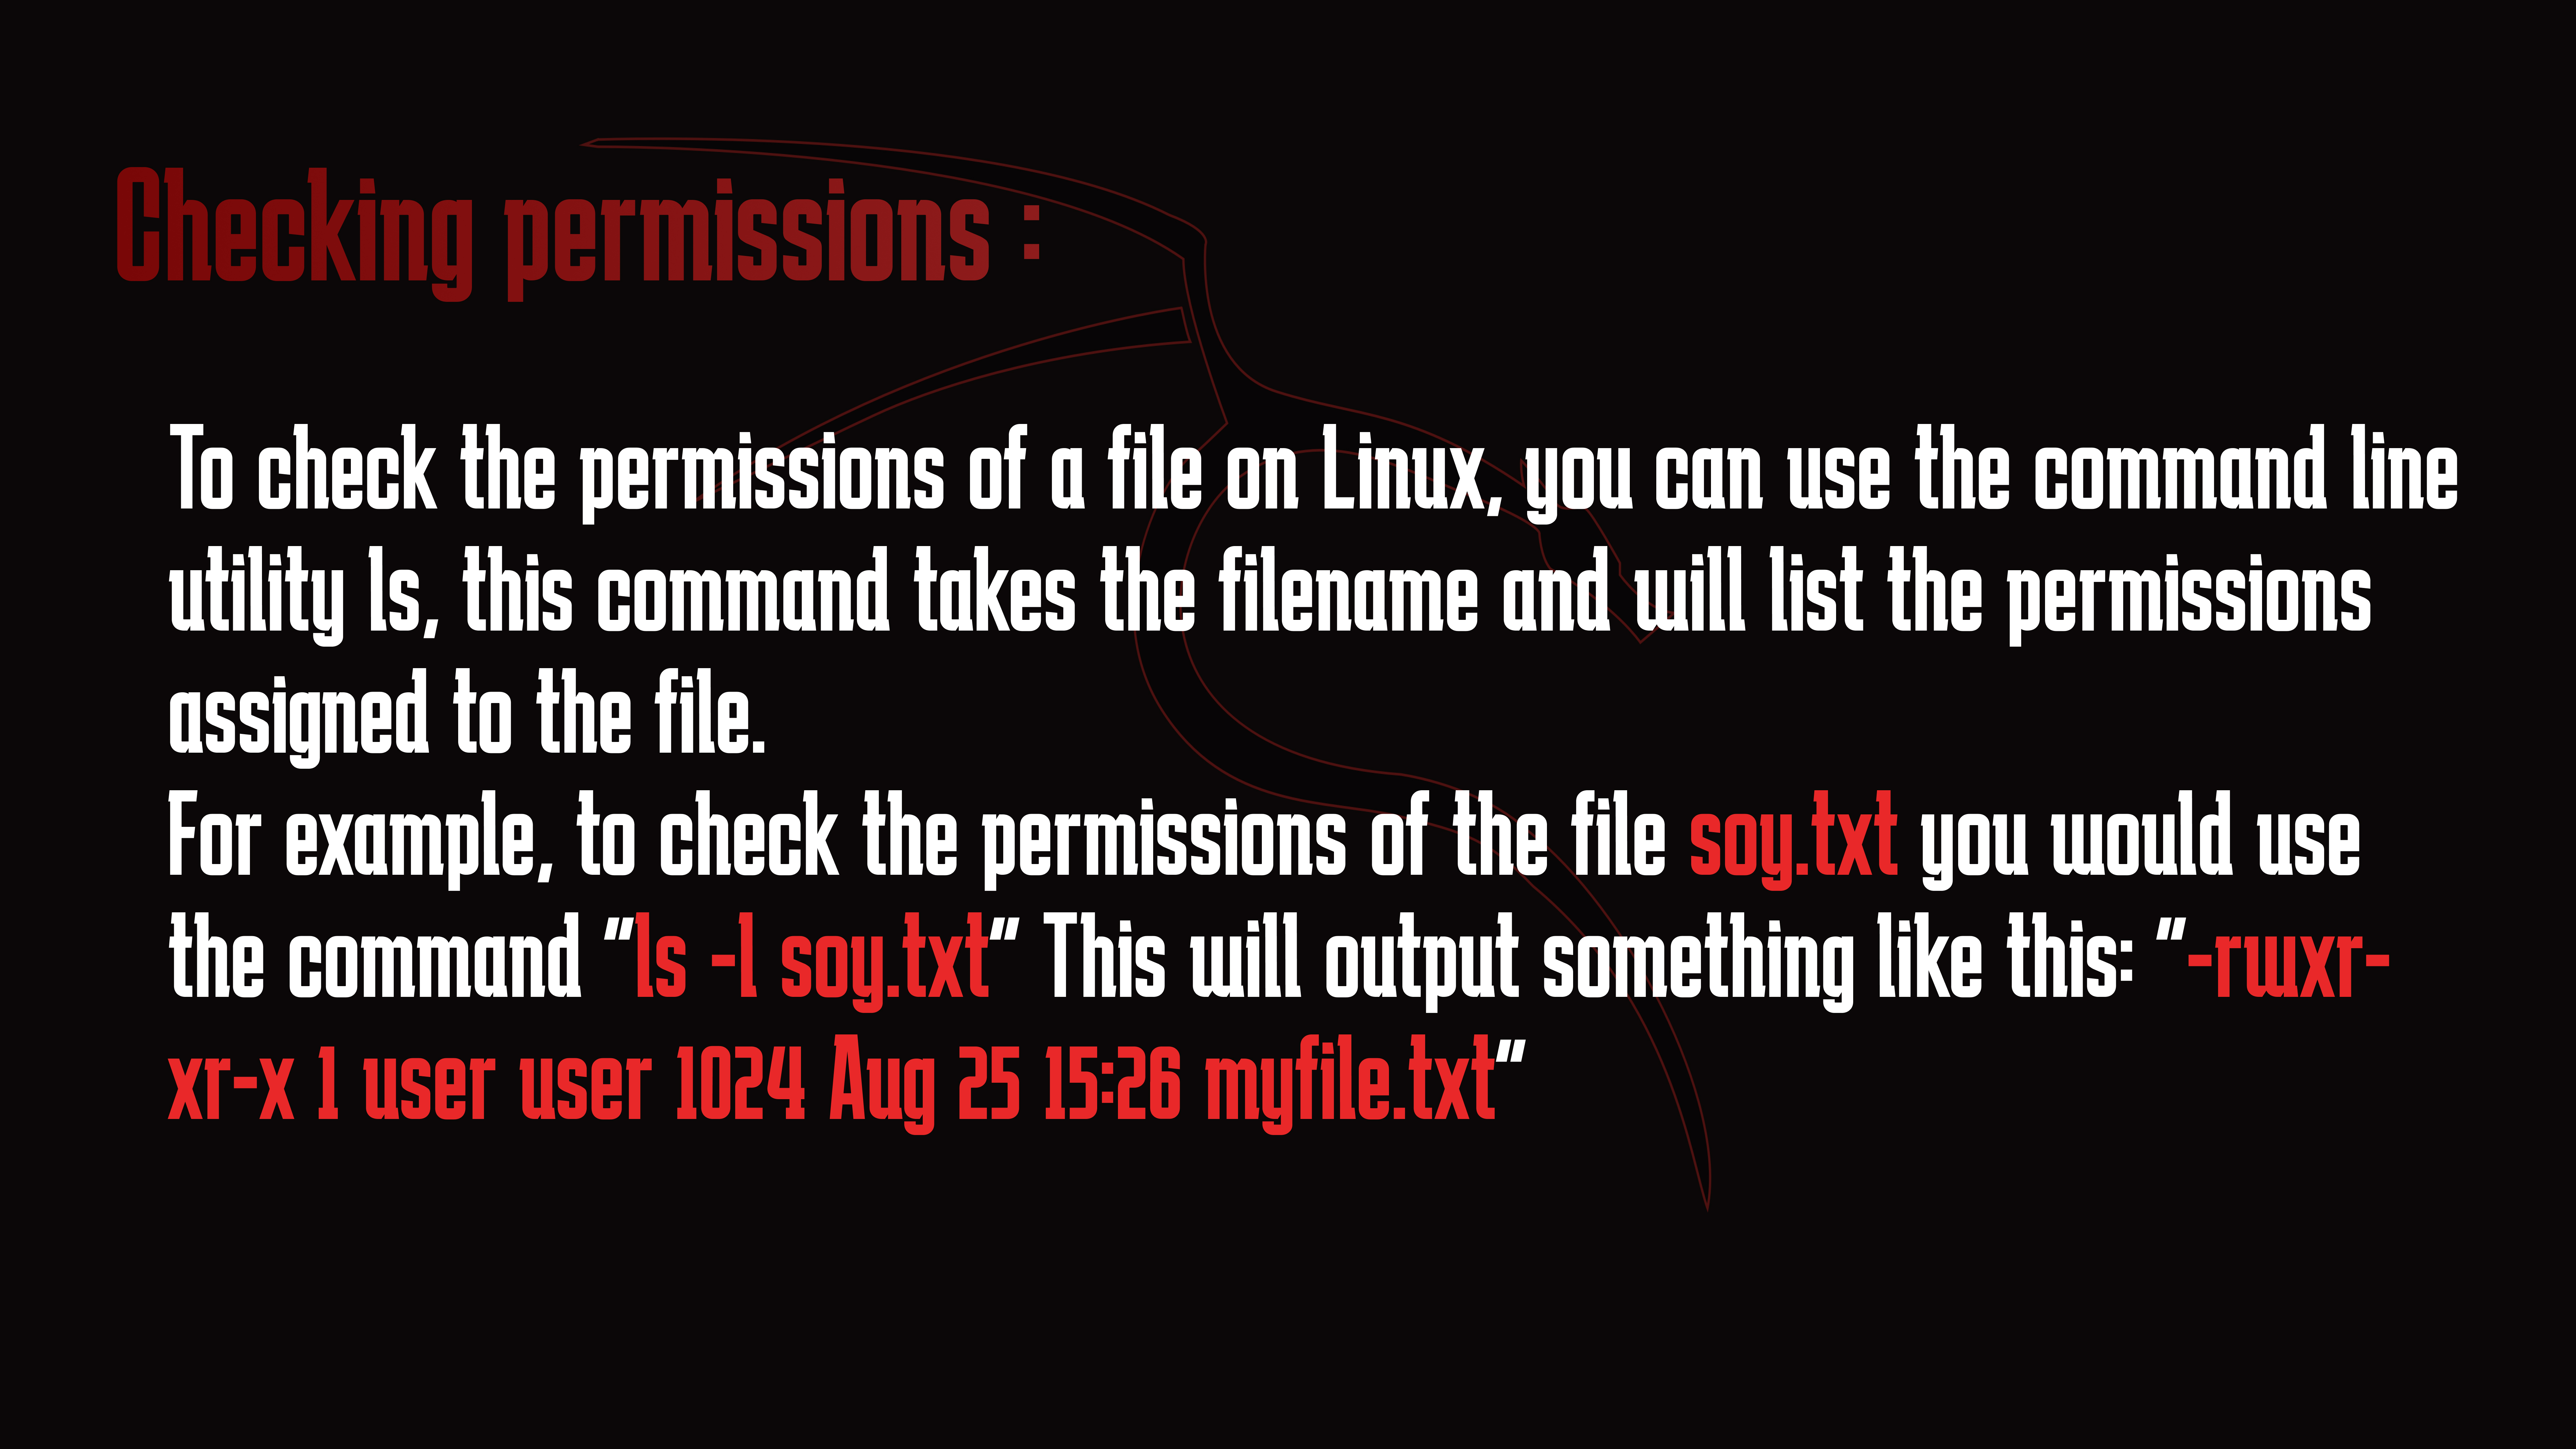 Checking permissions :
To check the permissions of a file on Linux, you can use the command line
utility ls, this command takes the filename and will list the permissions
assigned to the file.
For example, to check the permissions of the file soy.txt you would use
the command "ls -l soy.txt" This will output something like this: "-rwxr-
xr-x 1 user user 1024 Aug 25 15:26 myfile.txt"